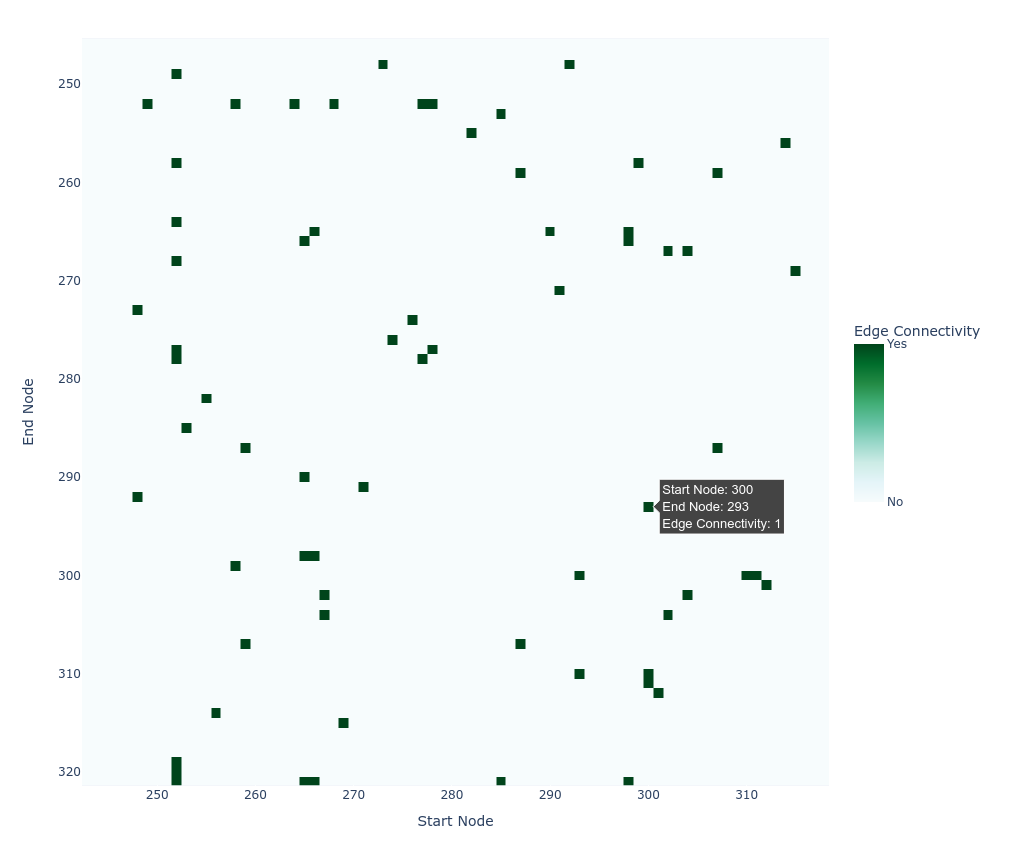 250
260
270
280
290
300
310
320
End Node
250
260
270
280
290
300
310
Start Node
Start Node: 300
End Node: 293
Edge Connectivity: 1
Edge Connectivity
Yes
No